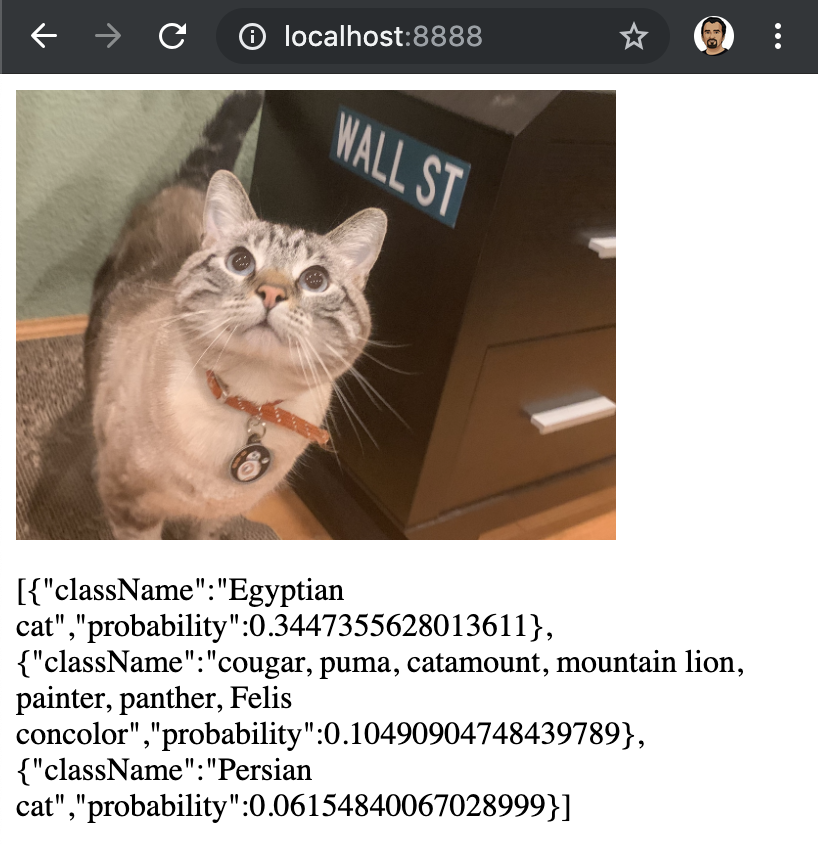 localhost:8888
WALL ST
[{"className":"Egyptian
cat","probability":0.3447355628013611},
{"className":"cougar, puma, catamount, mountain lion,
painter, panther, Felis
concolor","probability":0.10490904748439789},
{"className":"Persian
cat","probability":0.06154840067028999}]